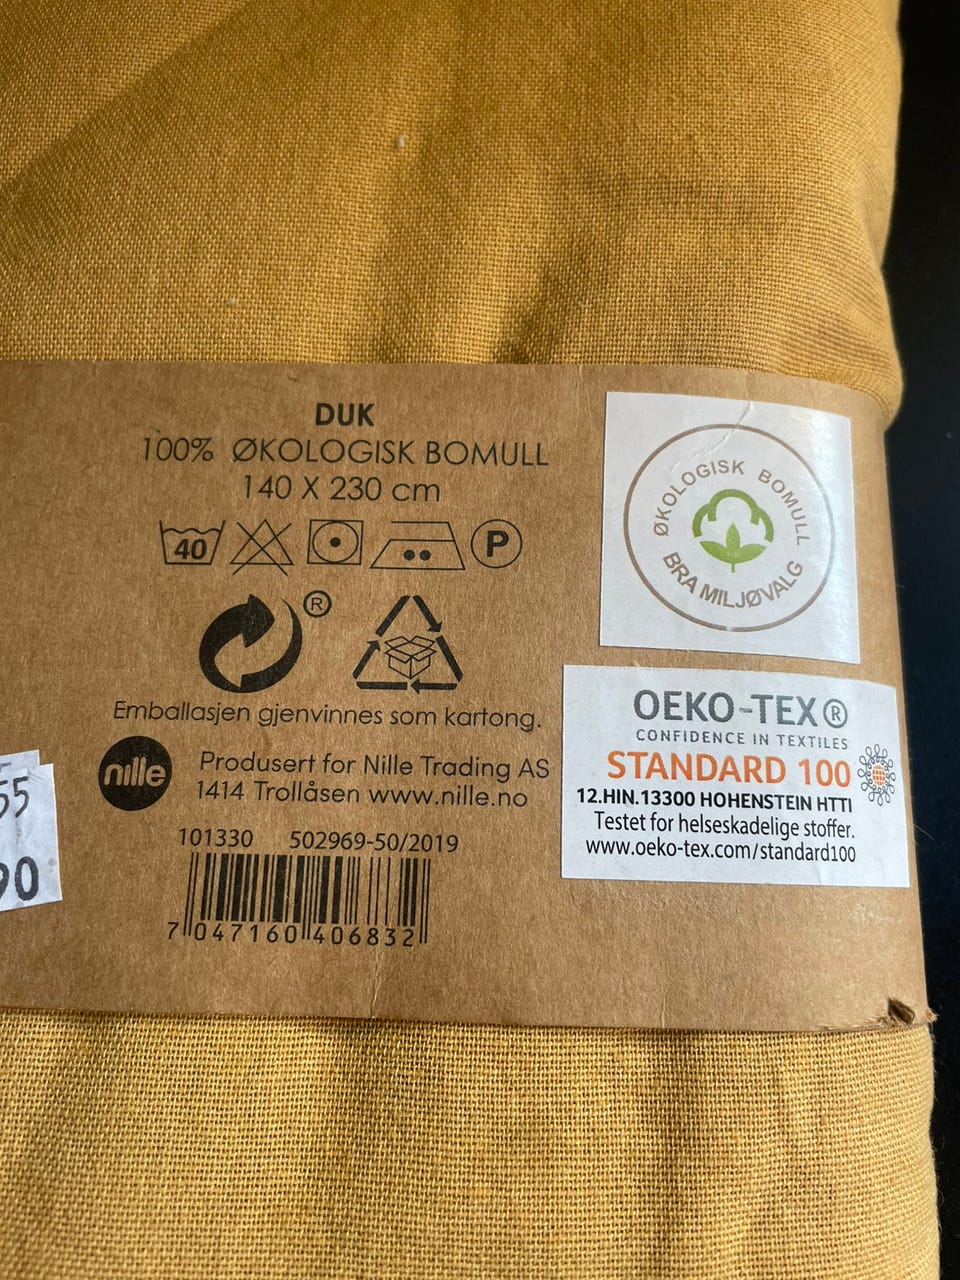 DUK
100% ØKOLOGISK BOMULL
140 X 230 cm
40
P
®
Emballasjen gjenvinnes som kartong.
nille
Produsert for Nille Trading AS
1414 Trollåsen www.nille.no
101330 502969-50/2019
7 047160 406832
ØKOLOGISK BOMULL
BRA MILJØVALG
OEKO-TEX®
CONFIDENCE IN TEXTILES
STANDARD 100
12.HIN.13300 HOHENSTEIN HTTI
Testet for helseskadelige stoffer.
www.oeko-tex.com/standard100
55
90